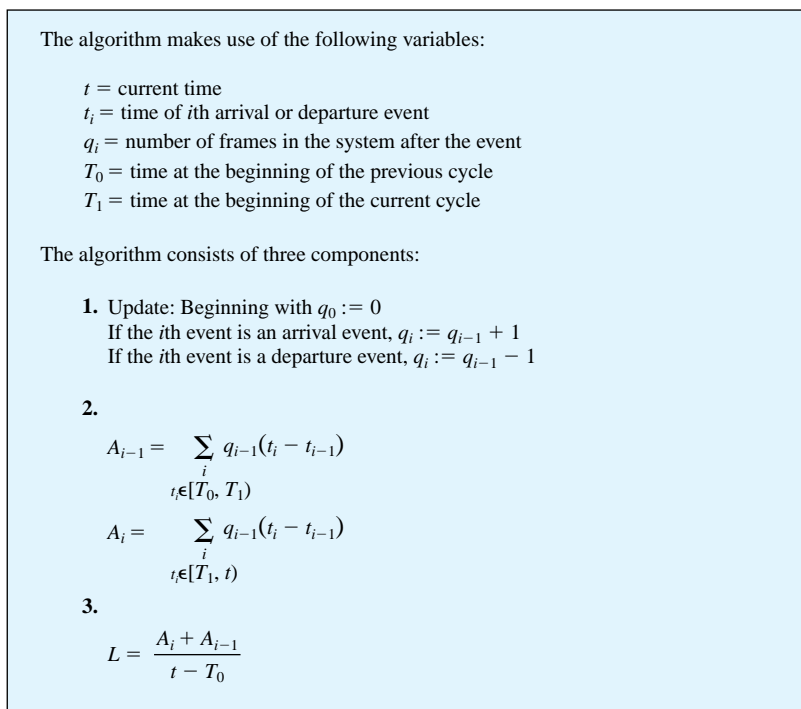 The algorithm makes use of the following variables:
t = current time
tᵢ = time of ith arrival or departure event
qᵢ = number of frames in the system after the event
T₀ = time at the beginning of the previous cycle
T₁ = time at the beginning of the current cycle
The algorithm consists of three components:
1. Update: Beginning with q₀ := 0
If the ith event is an arrival event, qᵢ := qᵢ₋₁ + 1
If the ith event is a departure event, qᵢ := qᵢ₋₁ − 1
2.
Aᵢ₋₁ = ∑ qᵢ₋₁(tᵢ − tᵢ₋₁)
i
tᵢϵ[T₀, T₁)
Aᵢ = ∑ qᵢ₋₁(tᵢ − tᵢ₋₁)
i
tᵢϵ[T₁, t)
3.
L = (Aᵢ + Aᵢ₋₁) / (t − T₀)